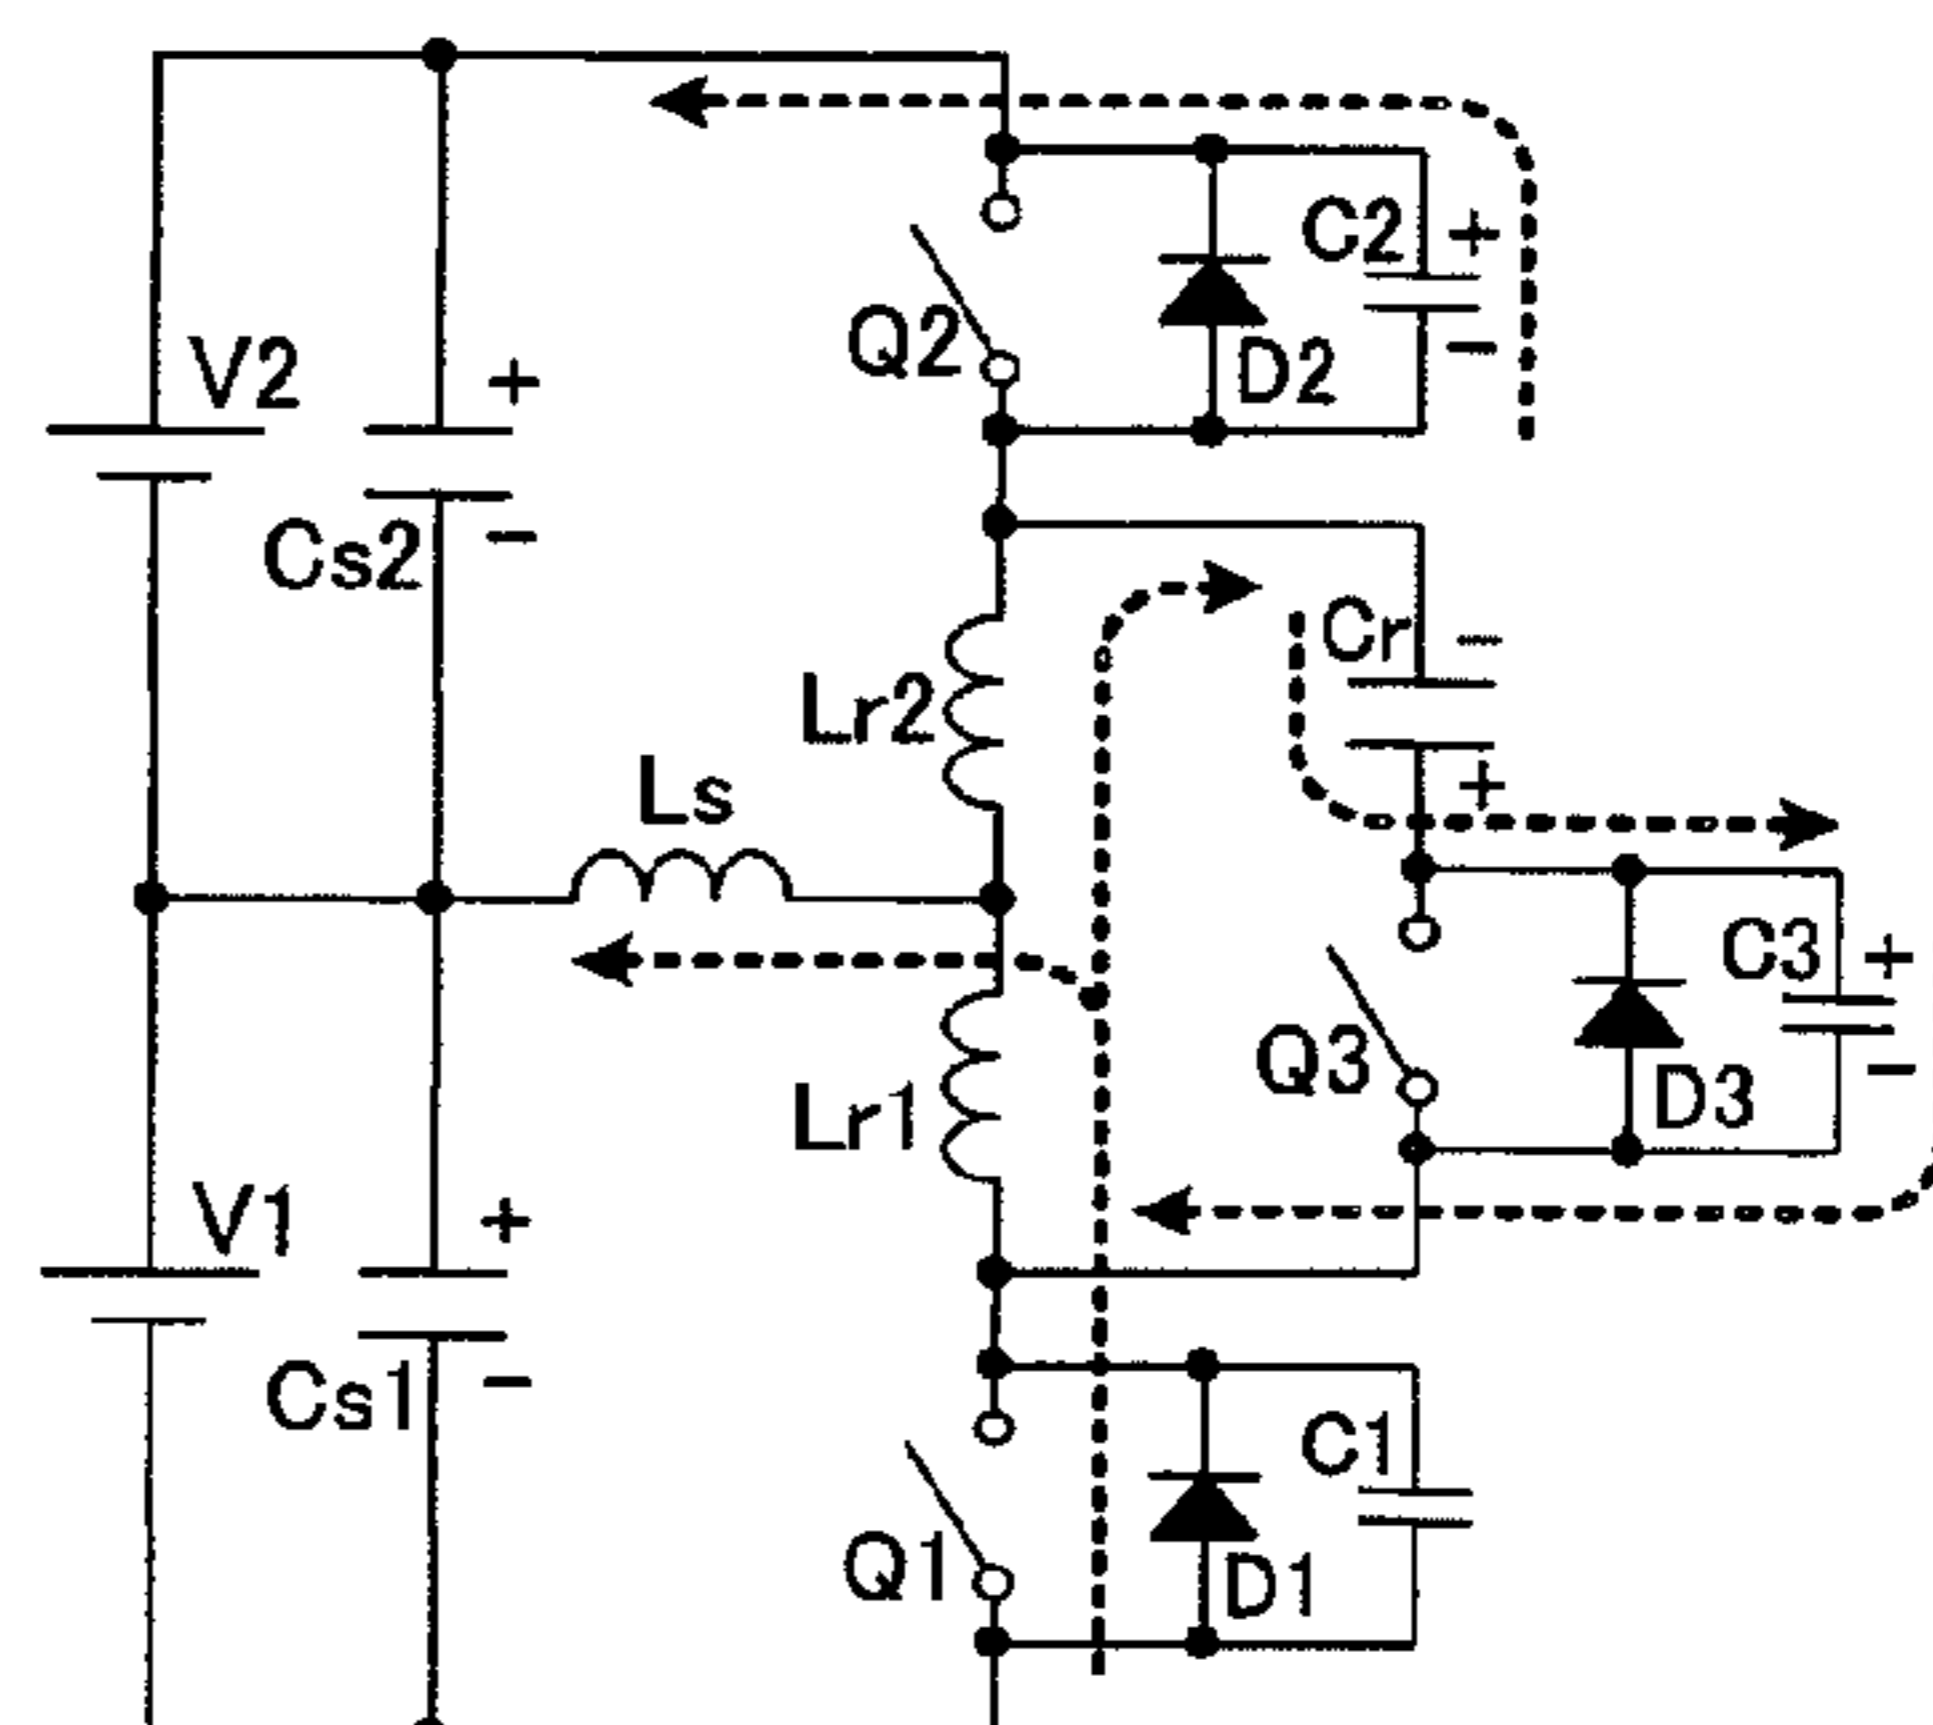 C2 +
Q2
V2
D2
−
+
Cs2
−
Cr −
Lr2
Ls
+
C3 +
Q3
D3
−
Lr1
V1
+
Cs1
−
C1
Q1
D1